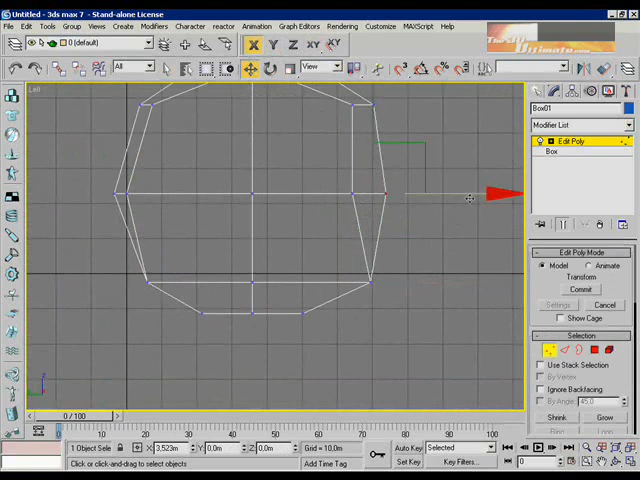 Untitled - 3ds max 7 - Stand-alone License
File Edit Tools Group Views Create Modifiers Character reactor Animation Graph Editors Rendering Customize MAXScript Help
0 (default)
X Y Z XY XY
All View
Left
Box01
Modifier List
Edit Poly
Box
Edit Poly Mode
Model Animate
Transform
Commit
Settings Cancel
Show Cage
Selection
Use Stack Selection
By Vertex
Ignore Backfacing
By Angle: 45,0
Shrink Grow
Ring Loop
0 / 100
0 10 20 30 40 50 60 70 80 90 100
1 Object Sele X: 3,523m Y: 0,0m Z: 0,0m Grid = 10,0m
Auto Key Selected
Click or click-and-drag to select objects Add Time Tag Set Key Key Filters... 0